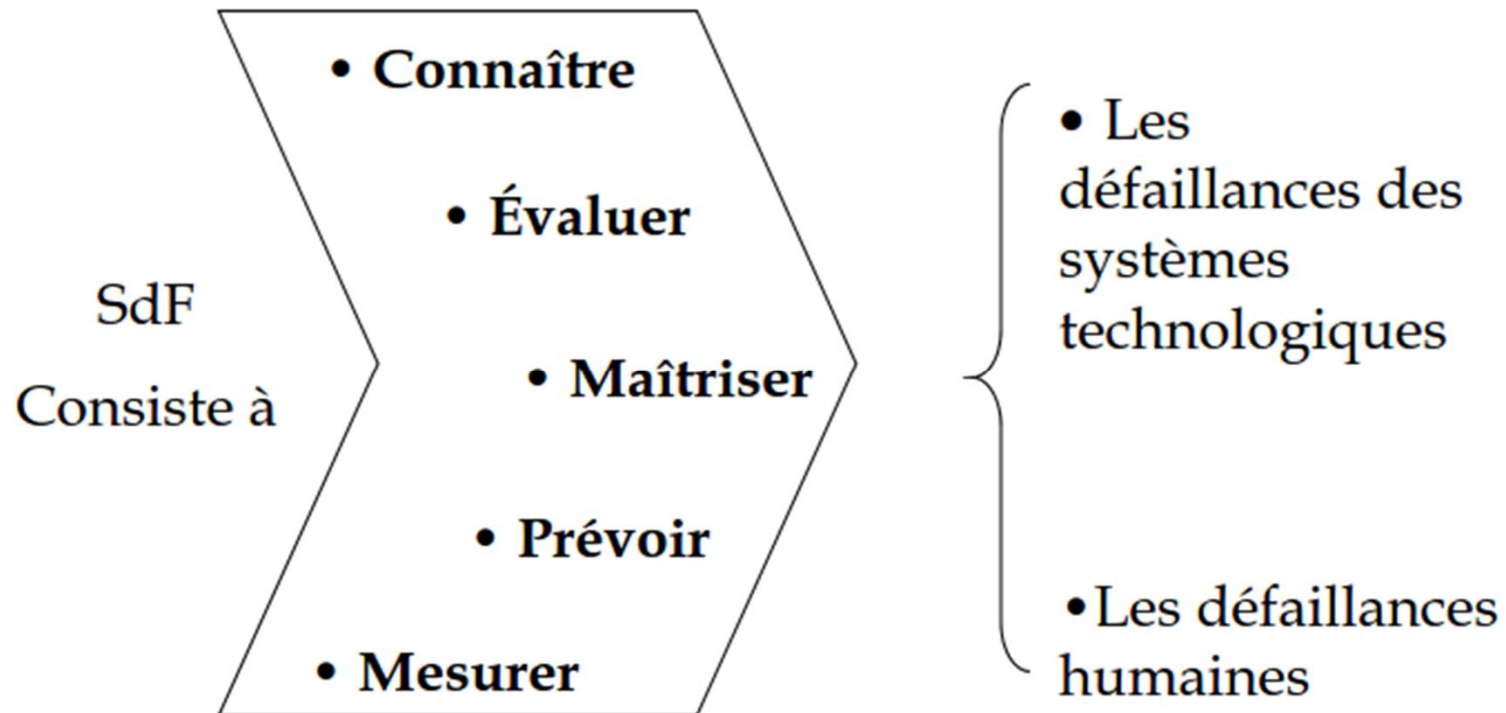 SdF
Consiste à
• Connaître
• Évaluer
• Maîtriser
• Prévoir
• Mesurer
• Les
défaillances des
systèmes
technologiques
•Les défaillances
humaines